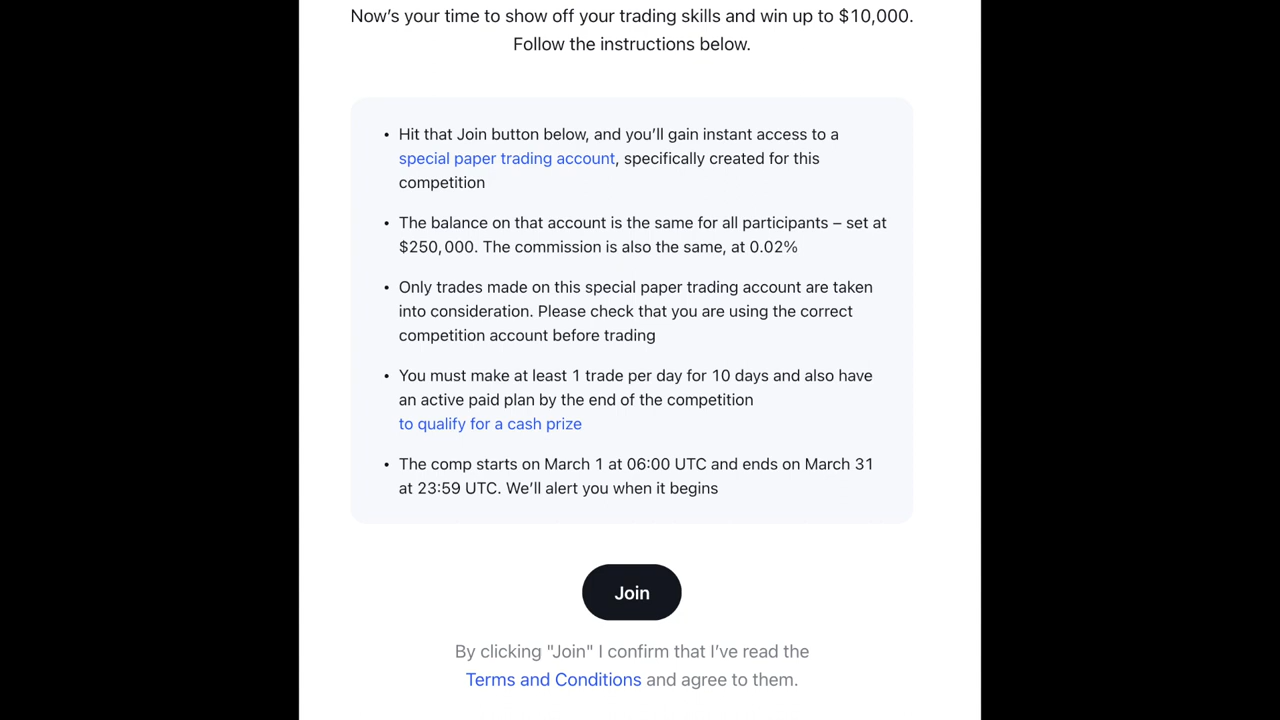 Now’s your time to show off your trading skills and win up to $10,000.
Follow the instructions below.
• Hit that Join button below, and you’ll gain instant access to a
special paper trading account, specifically created for this
competition
• The balance on that account is the same for all participants – set at
$250,000. The commission is also the same, at 0.02%
• Only trades made on this special paper trading account are taken
into consideration. Please check that you are using the correct
competition account before trading
• You must make at least 1 trade per day for 10 days and also have
an active paid plan by the end of the competition
to qualify for a cash prize
• The comp starts on March 1 at 06:00 UTC and ends on March 31
at 23:59 UTC. We’ll alert you when it begins
Join
By clicking "Join" I confirm that I’ve read the
Terms and Conditions and agree to them.